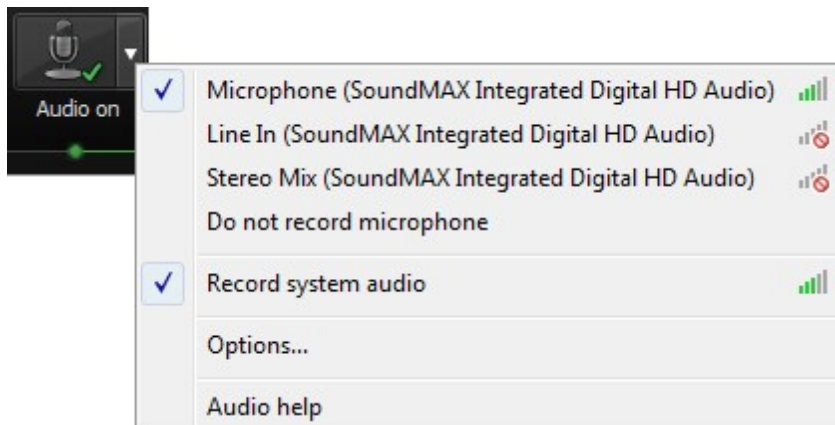 Audio on
Microphone (SoundMAX Integrated Digital HD Audio)
Line In (SoundMAX Integrated Digital HD Audio)
Stereo Mix (SoundMAX Integrated Digital HD Audio)
Do not record microphone
Record system audio
Options...
Audio help